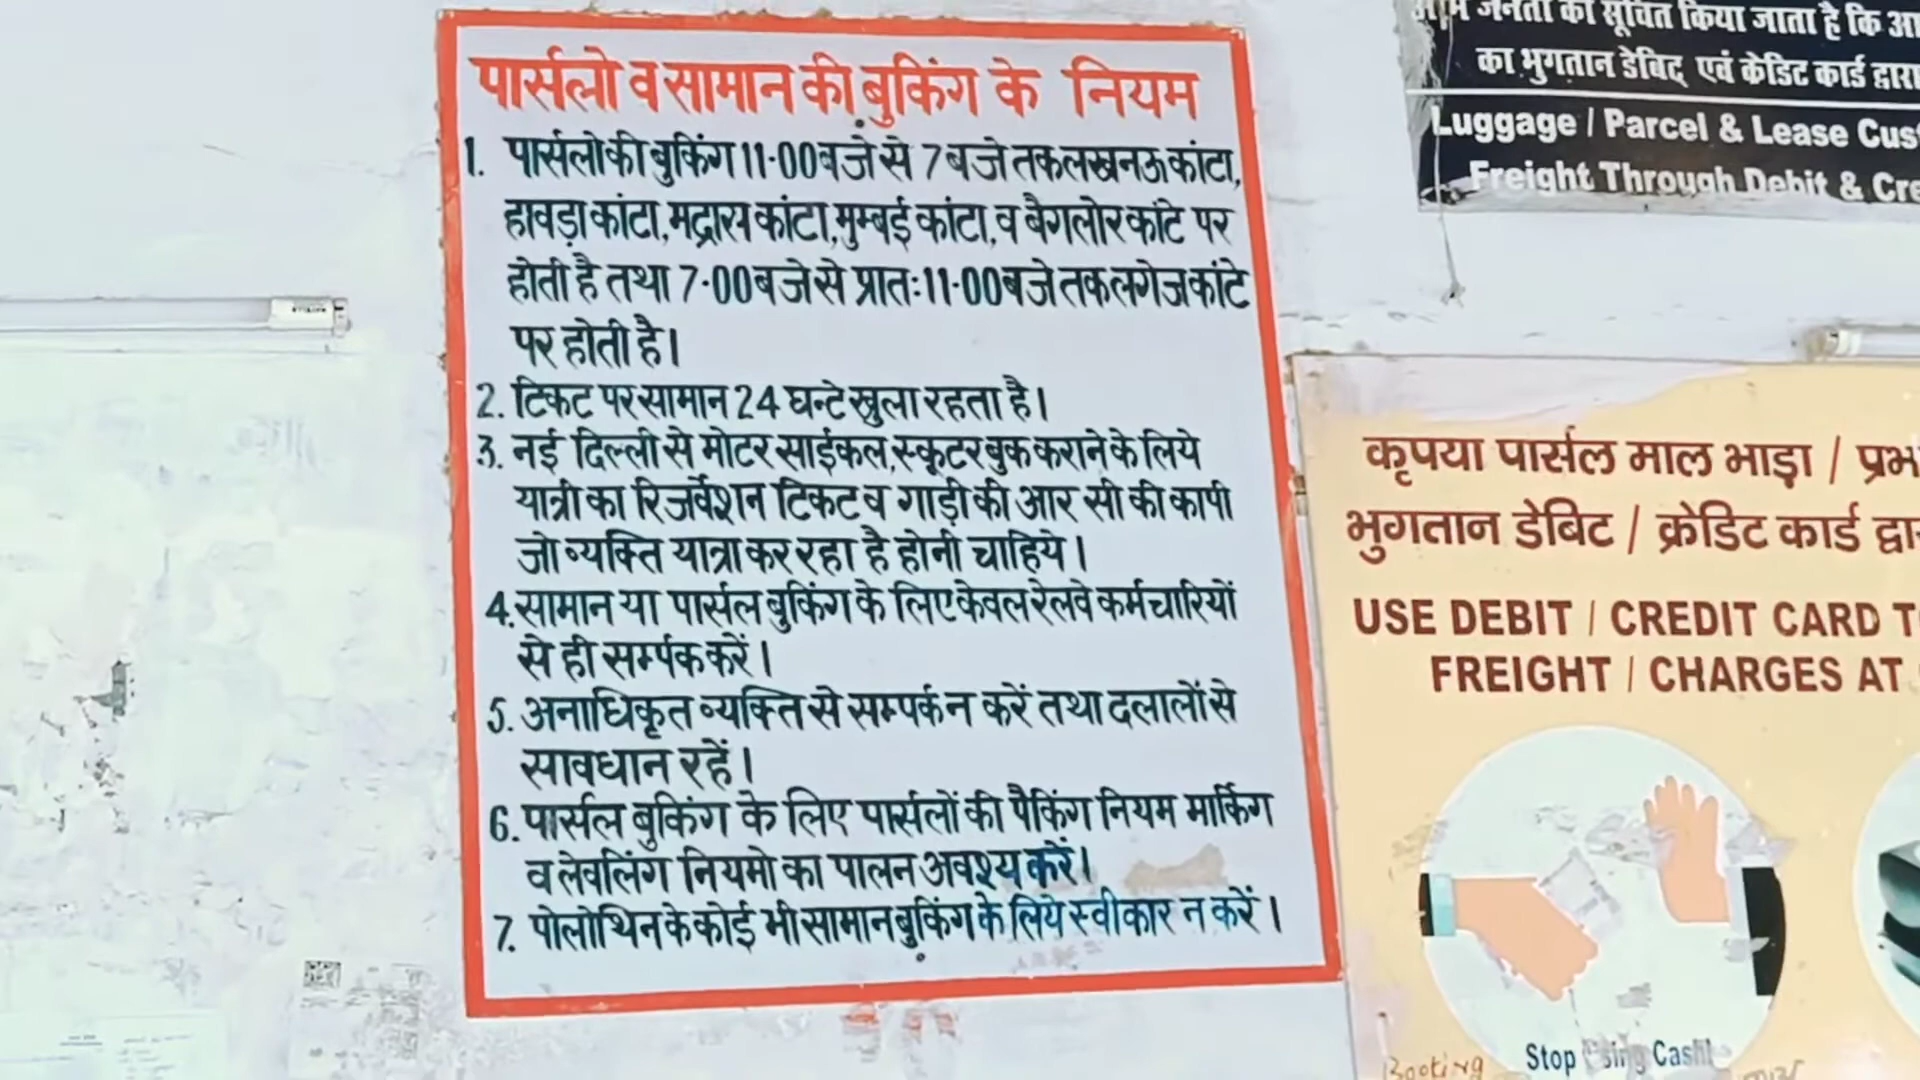 पार्सलो व सामान की बुकिंग के नियम
1. पार्सलो की बुकिंग 11·00 बजे से 7 बजे तक लखनऊ कांटा,
हावड़ा कांटा, मद्रास कांटा, मुम्बई कांटा, व बैगलोर कांटे पर
होती है तथा 7·00 बजे से प्रातः 11·00 बजे तक लगेज कांटे
पर होती है।
2. टिकट पर सामान 24 घन्टे खुला रहता है।
3. नई दिल्ली से मोटर साईकल, स्कूटर बुक कराने के लिये
यात्री का रिजर्वेशन टिकट व गाड़ी की आर सी की कापी
जो व्यक्ति यात्रा कर रहा है होनी चाहिये।
4. सामान या पार्सल बुकिंग के लिए केवल रेलवे कर्मचारियों
से ही सर्म्पक करें।
5. अनाधिकृत व्यक्ति से सम्पर्क न करें तथा दलालों से
सावधान रहें।
6. पार्सल बुकिंग के लिए पार्सलों की पैकिंग नियम मार्किग
व लेवलिंग नियमो का पालन अवश्य करें।
7. पोलोथिन के कोई भी सामान बुकिंग के लिये स्वीकार न करें।
आम जनता को सूचित किया जाता है कि
का भुगतान डेबिट् एवं क्रेडिट कार्ड द्वारा
Luggage / Parcel & Lease
Freight Through Debit &
कृपया पार्सल माल भाड़ा /
भुगतान डेबिट / क्रेडिट कार्ड
USE DEBIT / CREDIT CARD
FREIGHT / CHARGES AT
Stop Using Cash!
Booking